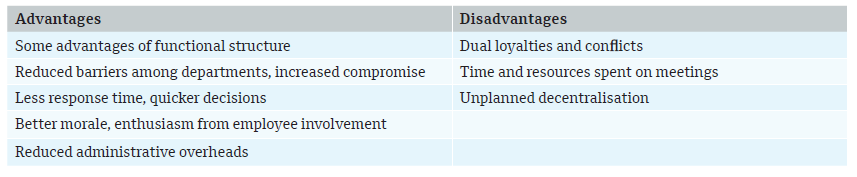 Advantages Disadvantages
Some advantages of functional structure Dual loyalties and conflicts
Reduced barriers among departments, increased compromise Time and resources spent on meetings
Less response time, quicker decisions Unplanned decentralisation
Better morale, enthusiasm from employee involvement
Reduced administrative overheads